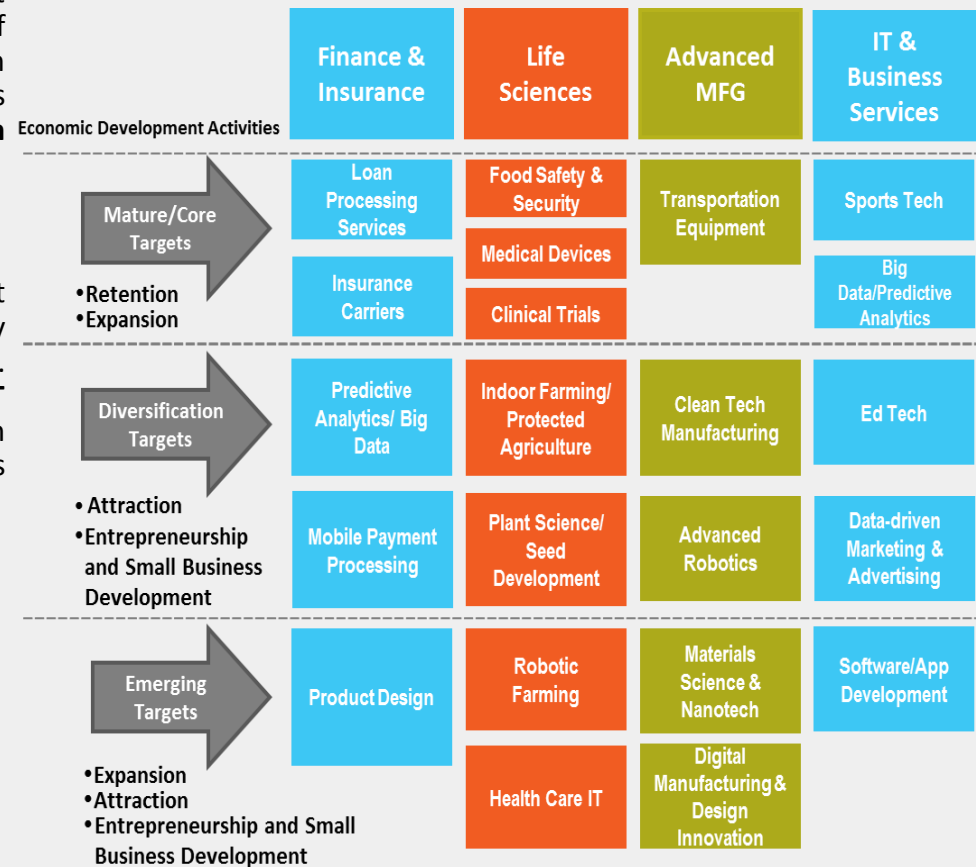 Finance &
Insurance
Life
Sciences
Advanced
MFG
IT &
Business
Services
Economic Development Activities
Mature/Core
Targets
•Retention
•Expansion
Loan
Processing
Services
Insurance
Carriers
Food Safety &
Security
Medical Devices
Clinical Trials
Transportation
Equipment
Sports Tech
Big
Data/Predictive
Analytics
Diversification
Targets
• Attraction
•Entrepreneurship
and Small Business
Development
Predictive
Analytics/ Big
Data
Mobile Payment
Processing
Indoor Farming/
Protected
Agriculture
Plant Science/
Seed
Development
Clean Tech
Manufacturing
Advanced
Robotics
Ed Tech
Data-driven
Marketing &
Advertising
Emerging
Targets
•Expansion
•Attraction
•Entrepreneurship and Small
Business Development
Product Design
Robotic
Farming
Health Care IT
Materials
Science &
Nanotech
Digital
Manufacturing &
Design
Innovation
Software/App
Development